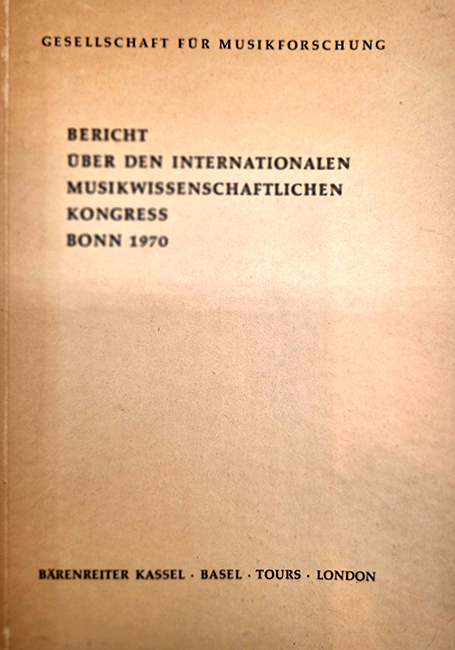 GESELLSCHAFT FÜR MUSIKFORSCHUNG
BERICHT
ÜBER DEN INTERNATIONALEN
MUSIKWISSENSCHAFTLICHEN
KONGRESS
BONN 1970
BÄRENREITER KASSEL · BASEL · TOURS · LONDON